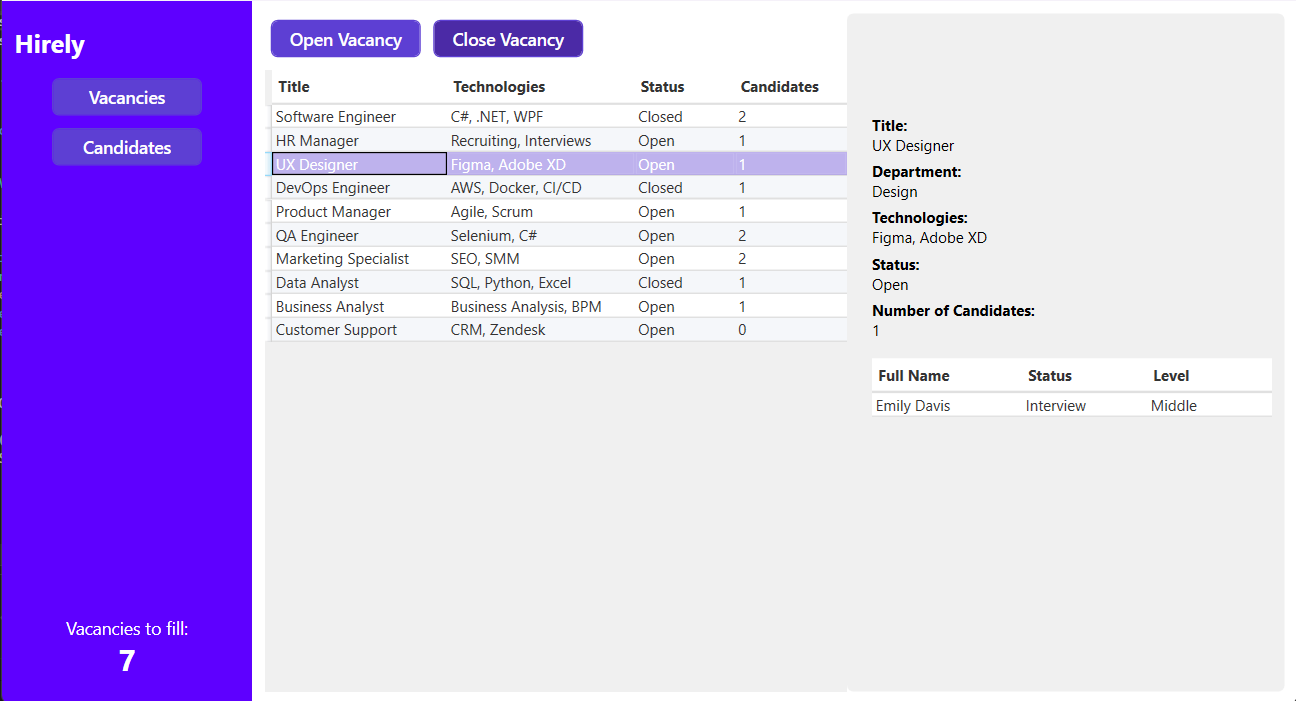 Hirely
Vacancies
Candidates
Vacancies to fill:
7
Open Vacancy Close Vacancy
Title Technologies Status Candidates
Software Engineer C#, .NET, WPF Closed 2
HR Manager Recruiting, Interviews Open 1
UX Designer Figma, Adobe XD Open 1
DevOps Engineer AWS, Docker, CI/CD Closed 1
Product Manager Agile, Scrum Open 1
QA Engineer Selenium, C# Open 2
Marketing Specialist SEO, SMM Open 2
Data Analyst SQL, Python, Excel Closed 1
Business Analyst Business Analysis, BPM Open 1
Customer Support CRM, Zendesk Open 0
Title:
UX Designer
Department:
Design
Technologies:
Figma, Adobe XD
Status:
Open
Number of Candidates:
1
Full Name Status Level
Emily Davis Interview Middle